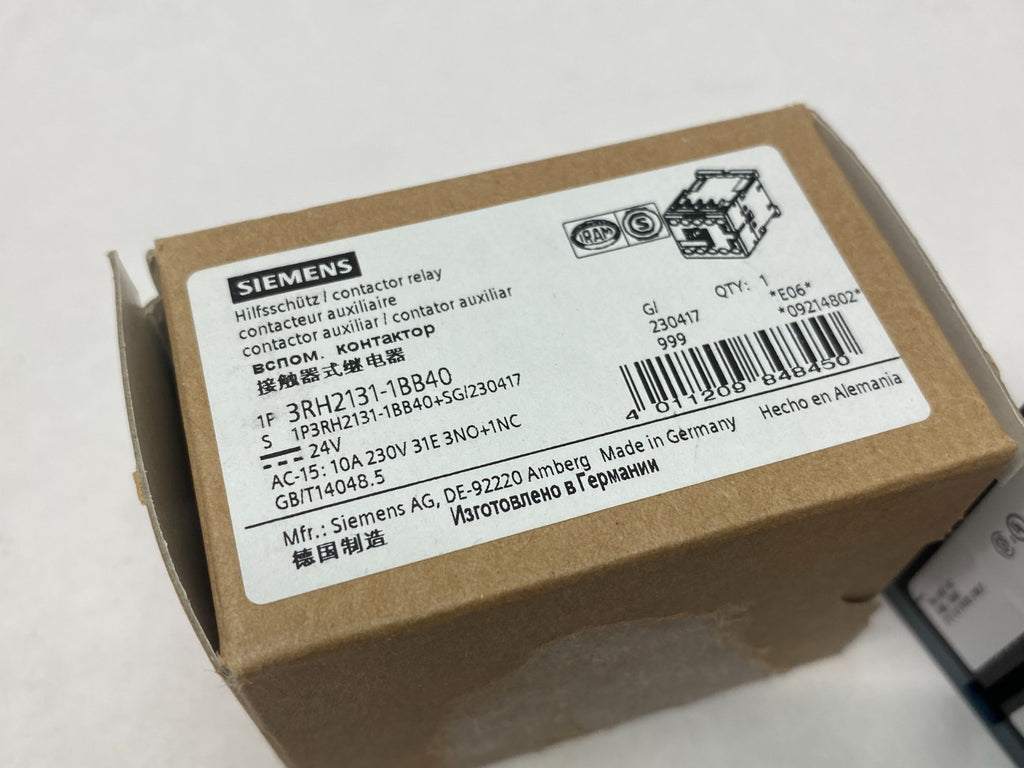 SIEMENS
Hilfsschütz / contactor relay
contacteur auxiliaire
contactor auxiliar / contator auxiliar
вспом. контактор
接触器式继电器
1P 3RH2131-1BB40
S 1P3RH2131-1BB40+SG/230417
24V
AC-15: 10A 230V 31E 3NO+1NC
GB/T14048.5
RAM
S
QTY: 1
G/
230417
999
*E06*
*09214802*
4 011209 848450
Mfr.: Siemens AG, DE-92220 Amberg Made in Germany Hecho en Alemania
德国制造 Изготовлено в Германии